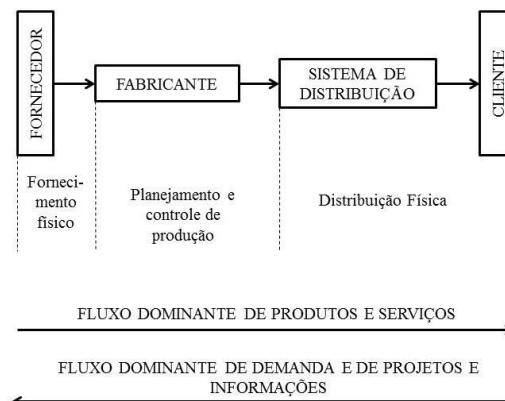 FORNECEDOR
FABRICANTE
SISTEMA DE
DISTRIBUIÇÃO
CLIENTE
Forneci-
mento
físico
Planejamento e
controle de
produção
Distribuição Física
FLUXO DOMINANTE DE PRODUTOS E SERVIÇOS
FLUXO DOMINANTE DE DEMANDA E DE PROJETOS E
INFORMAÇÕES